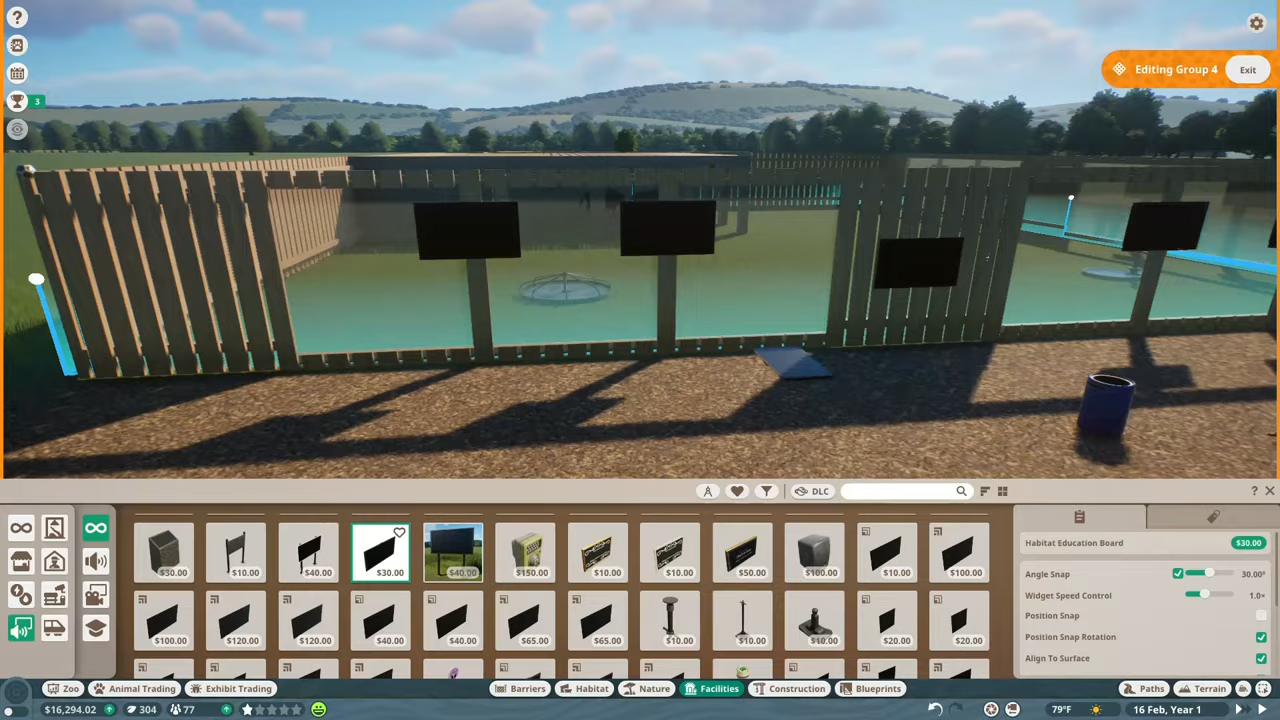 ?
3
Editing Group 4 Exit
DLC
? ×
$30.00 $10.00 $40.00 $30.00 $40.00 $150.00 $10.00 $10.00 $50.00 $100.00 $10.00 $100.00
$100.00 $120.00 $120.00 $40.00 $40.00 $65.00 $65.00 $10.00 $10.00 $10.00 $20.00 $20.00
Habitat Education Board $30.00
Angle Snap 30.00°
Widget Speed Control 1.0×
Position Snap
Position Snap Rotation
Align To Surface
Zoo Animal Trading Exhibit Trading Barriers Habitat Nature Facilities Construction Blueprints Paths Terrain
$16,294.02 304 77 79°F 16 Feb, Year 1